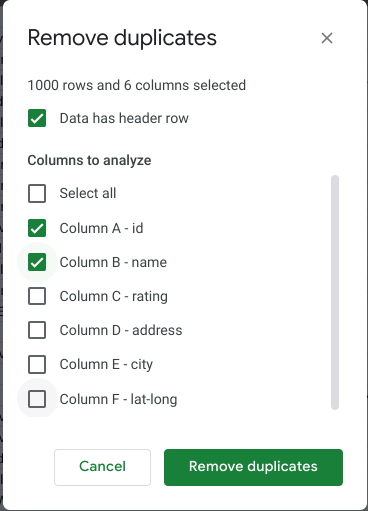 Remove duplicates
1000 rows and 6 columns selected
Data has header row
Columns to analyze
Select all
Column A - id
Column B - name
Column C - rating
Column D - address
Column E - city
Column F - lat-long
Cancel
Remove duplicates